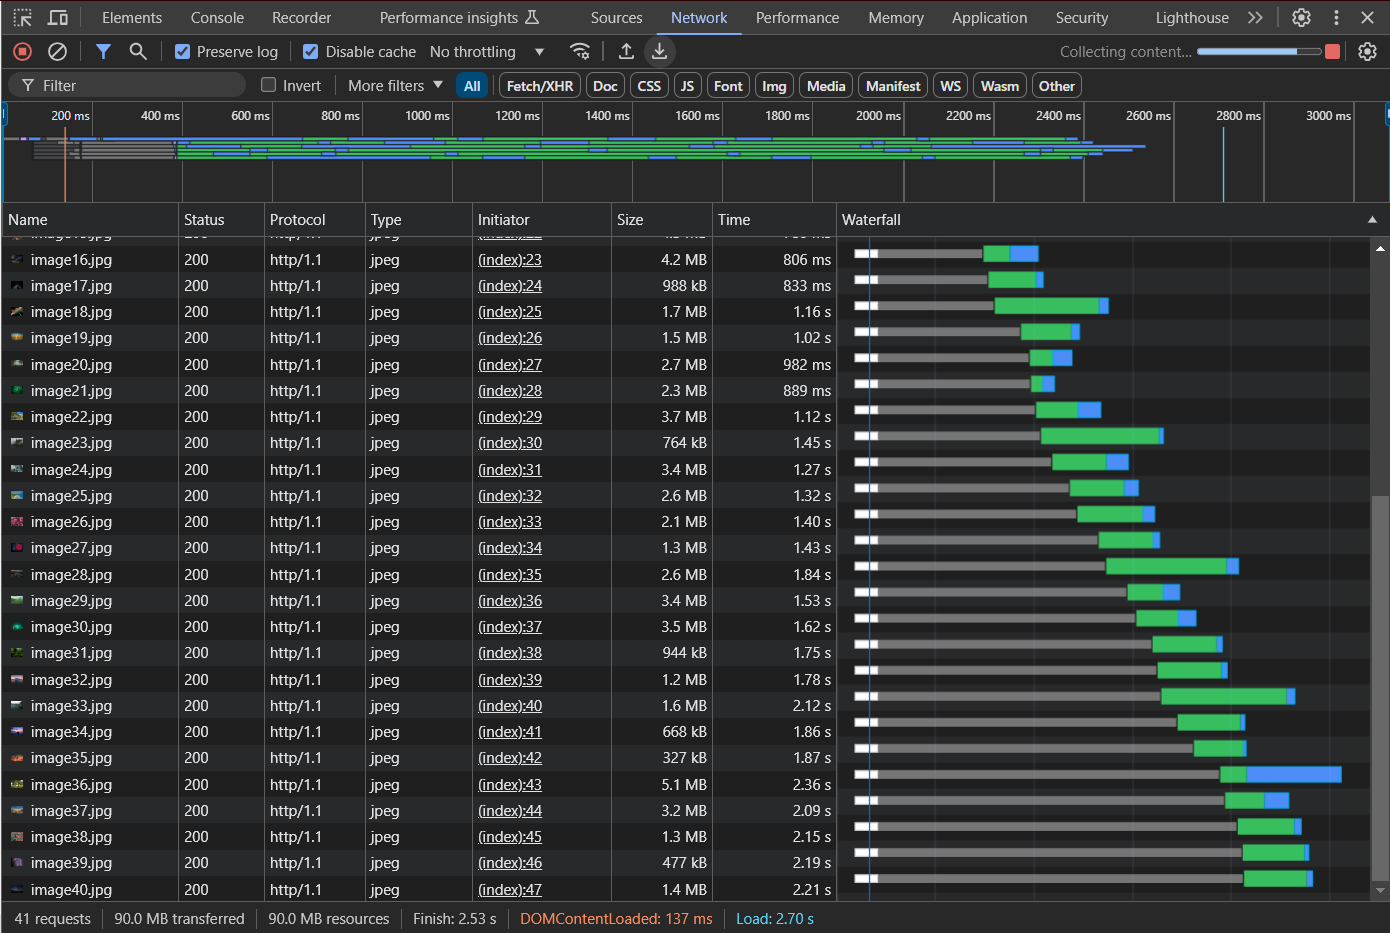 Elements Console Recorder Performance insights Sources Network Performance Memory Application Security Lighthouse
Preserve log Disable cache No throttling Collecting content...
Filter Invert More filters All Fetch/XHR Doc CSS JS Font Img Media Manifest WS Wasm Other
200 ms 400 ms 600 ms 800 ms 1000 ms 1200 ms 1400 ms 1600 ms 1800 ms 2000 ms 2200 ms 2400 ms 2600 ms 2800 ms 3000 ms
Name Status Protocol Type Initiator Size Time Waterfall
image16.jpg 200 http/1.1 jpeg (index):23 4.2 MB 806 ms
image17.jpg 200 http/1.1 jpeg (index):24 988 kB 833 ms
image18.jpg 200 http/1.1 jpeg (index):25 1.7 MB 1.16 s
image19.jpg 200 http/1.1 jpeg (index):26 1.5 MB 1.02 s
image20.jpg 200 http/1.1 jpeg (index):27 2.7 MB 982 ms
image21.jpg 200 http/1.1 jpeg (index):28 2.3 MB 889 ms
image22.jpg 200 http/1.1 jpeg (index):29 3.7 MB 1.12 s
image23.jpg 200 http/1.1 jpeg (index):30 764 kB 1.45 s
image24.jpg 200 http/1.1 jpeg (index):31 3.4 MB 1.27 s
image25.jpg 200 http/1.1 jpeg (index):32 2.6 MB 1.32 s
image26.jpg 200 http/1.1 jpeg (index):33 2.1 MB 1.40 s
image27.jpg 200 http/1.1 jpeg (index):34 1.3 MB 1.43 s
image28.jpg 200 http/1.1 jpeg (index):35 2.6 MB 1.84 s
image29.jpg 200 http/1.1 jpeg (index):36 3.4 MB 1.53 s
image30.jpg 200 http/1.1 jpeg (index):37 3.5 MB 1.62 s
image31.jpg 200 http/1.1 jpeg (index):38 944 kB 1.75 s
image32.jpg 200 http/1.1 jpeg (index):39 1.2 MB 1.78 s
image33.jpg 200 http/1.1 jpeg (index):40 1.6 MB 2.12 s
image34.jpg 200 http/1.1 jpeg (index):41 668 kB 1.86 s
image35.jpg 200 http/1.1 jpeg (index):42 327 kB 1.87 s
image36.jpg 200 http/1.1 jpeg (index):43 5.1 MB 2.36 s
image37.jpg 200 http/1.1 jpeg (index):44 3.2 MB 2.09 s
image38.jpg 200 http/1.1 jpeg (index):45 1.3 MB 2.15 s
image39.jpg 200 http/1.1 jpeg (index):46 477 kB 2.19 s
image40.jpg 200 http/1.1 jpeg (index):47 1.4 MB 2.21 s
41 requests 90.0 MB transferred 90.0 MB resources Finish: 2.53 s DOMContentLoaded: 137 ms Load: 2.70 s